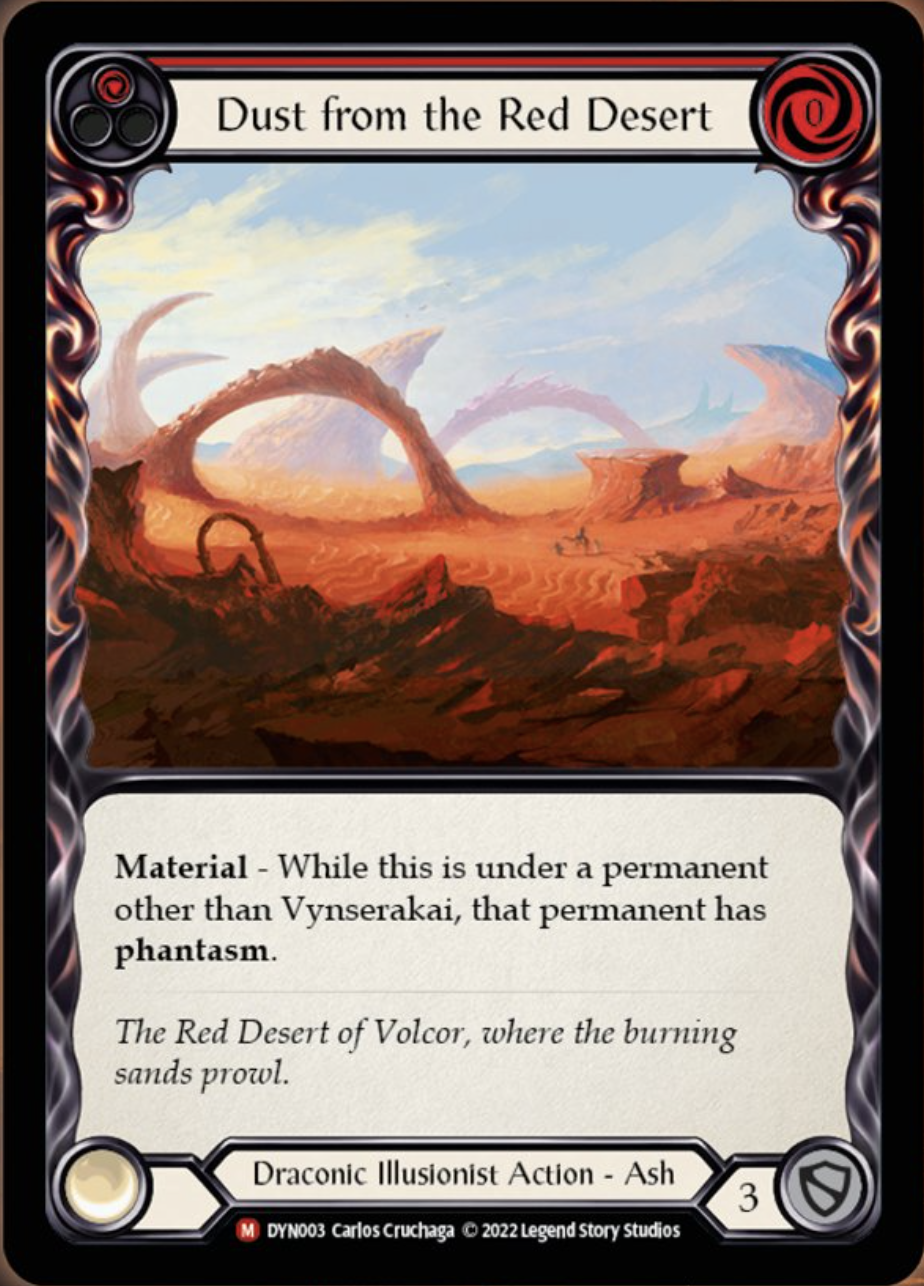 Dust from the Red Desert
0
Material - While this is under a permanent
other than Vynserakai, that permanent has
phantasm.
The Red Desert of Volcor, where the burning
sands prowl.
Draconic Illusionist Action - Ash
3
M DYN003 Carlos Cruchaga © 2022 Legend Story Studios